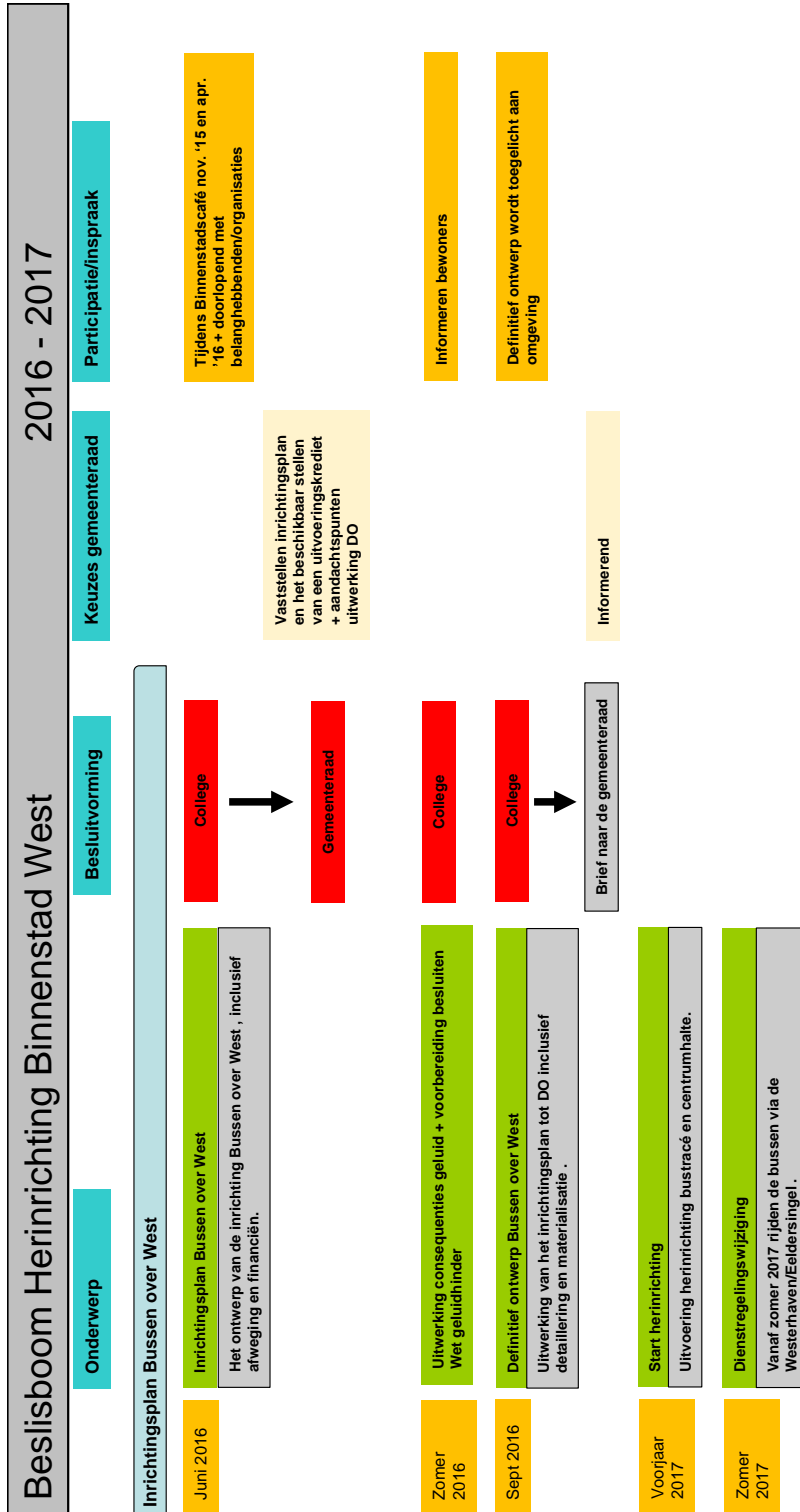 Beslisboom Herinrichting Binnenstad West 2016 - 2017
Onderwerp
Besluitvorming
Keuzes gemeenteraad
Participatie/inspraak
Inrichtingsplan Bussen over West
Juni 2016
Inrichtingsplan Bussen over West
Het ontwerp van de inrichting Bussen over West , inclusief
afweging en financiën.
College
Tijdens Binnenstadscafé nov. ‘15 en apr.
’16 + doorlopend met
belanghebbenden/organisaties
Gemeenteraad
Vaststellen inrichtingsplan
en het beschikbaar stellen
van een uitvoeringskrediet
+ aandachtspunten
uitwerking DO
Zomer
2016
Uitwerking consequenties geluid + voorbereiding besluiten
Wet geluidhinder
College
Informeren bewoners
Sept 2016
Definitief ontwerp Bussen over West
Uitwerking van het inrichtingsplan tot DO inclusief
detaillering en materialisatie .
College
Definitief ontwerp wordt toegelicht aan
omgeving
Brief naar de gemeenteraad
Informerend
Voorjaar
2017
Start herinrichting
Uitvoering herinrichting bustracé en centrumhalte.
Zomer
2017
Dienstregelingswijziging
Vanaf zomer 2017 rijden de bussen via de
Westerhaven/Eeldersingel .